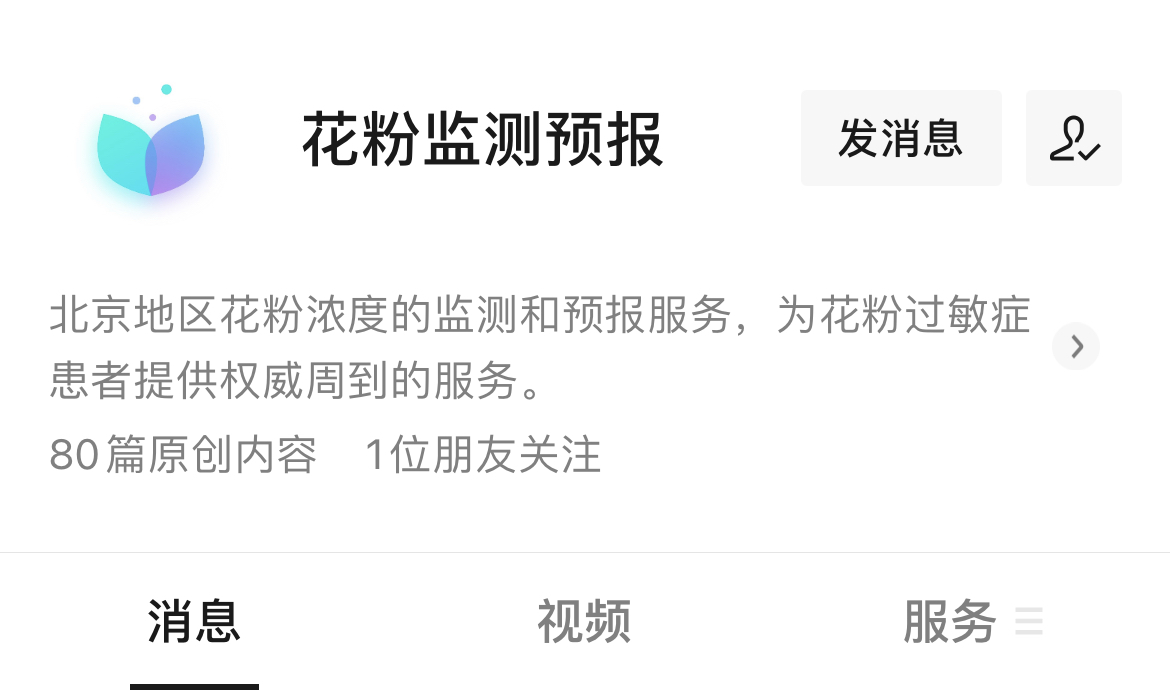 花粉监测预报
发消息
北京地区花粉浓度的监测和预报服务，为花粉过敏症
患者提供权威周到的服务。
80篇原创内容 1位朋友关注
消息 视频 服务